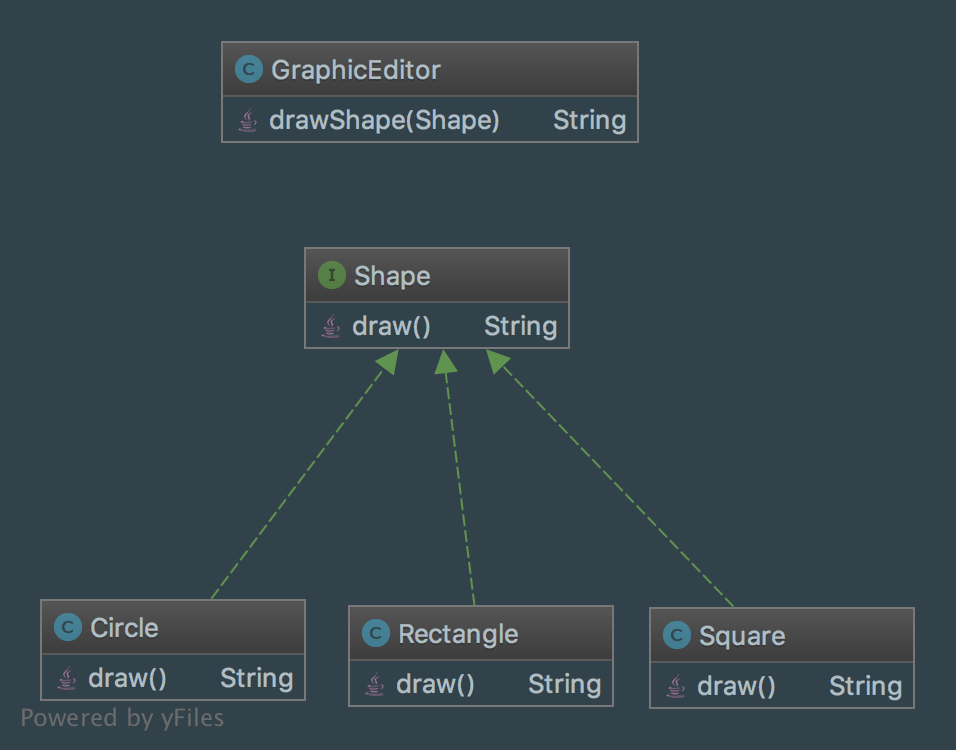 C GraphicEditor
drawShape(Shape) String
I Shape
draw() String
C Circle
draw() String
C Rectangle
draw() String
C Square
draw() String
Powered by yFiles